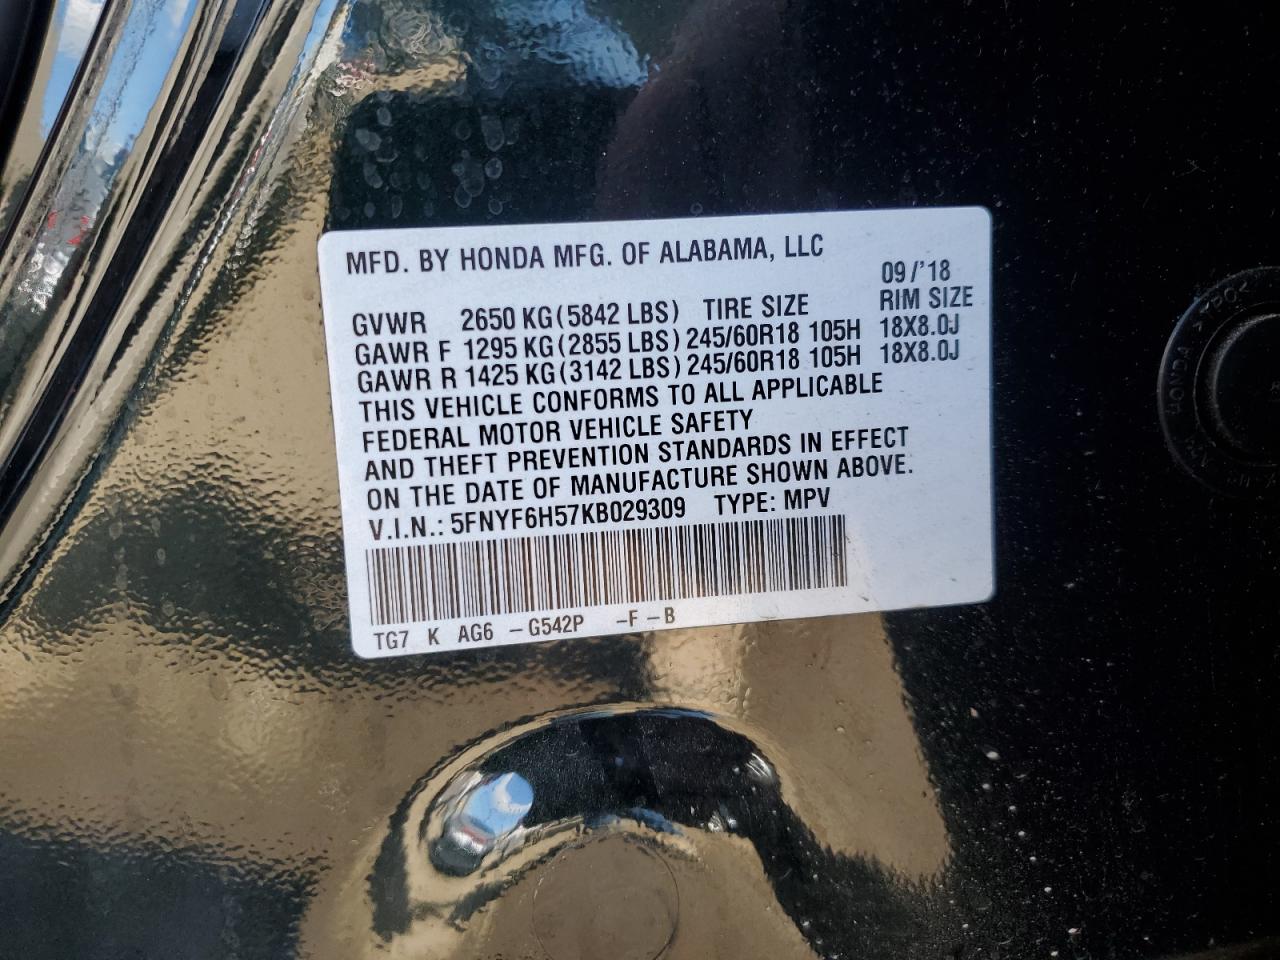 MFD. BY HONDA MFG. OF ALABAMA, LLC
09/'18
GVWR 2650 KG(5842 LBS) TIRE SIZE RIM SIZE
GAWR F 1295 KG(2855 LBS) 245/60R18 105H 18X8.0J
GAWR R 1425 KG(3142 LBS) 245/60R18 105H 18X8.0J
THIS VEHICLE CONFORMS TO ALL APPLICABLE
FEDERAL MOTOR VEHICLE SAFETY
AND THEFT PREVENTION STANDARDS IN EFFECT
ON THE DATE OF MANUFACTURE SHOWN ABOVE.
V.I.N.: 5FNYF6H57KB029309 TYPE: MPV
TG7 K AG6 -G542P -F-B
HONDA